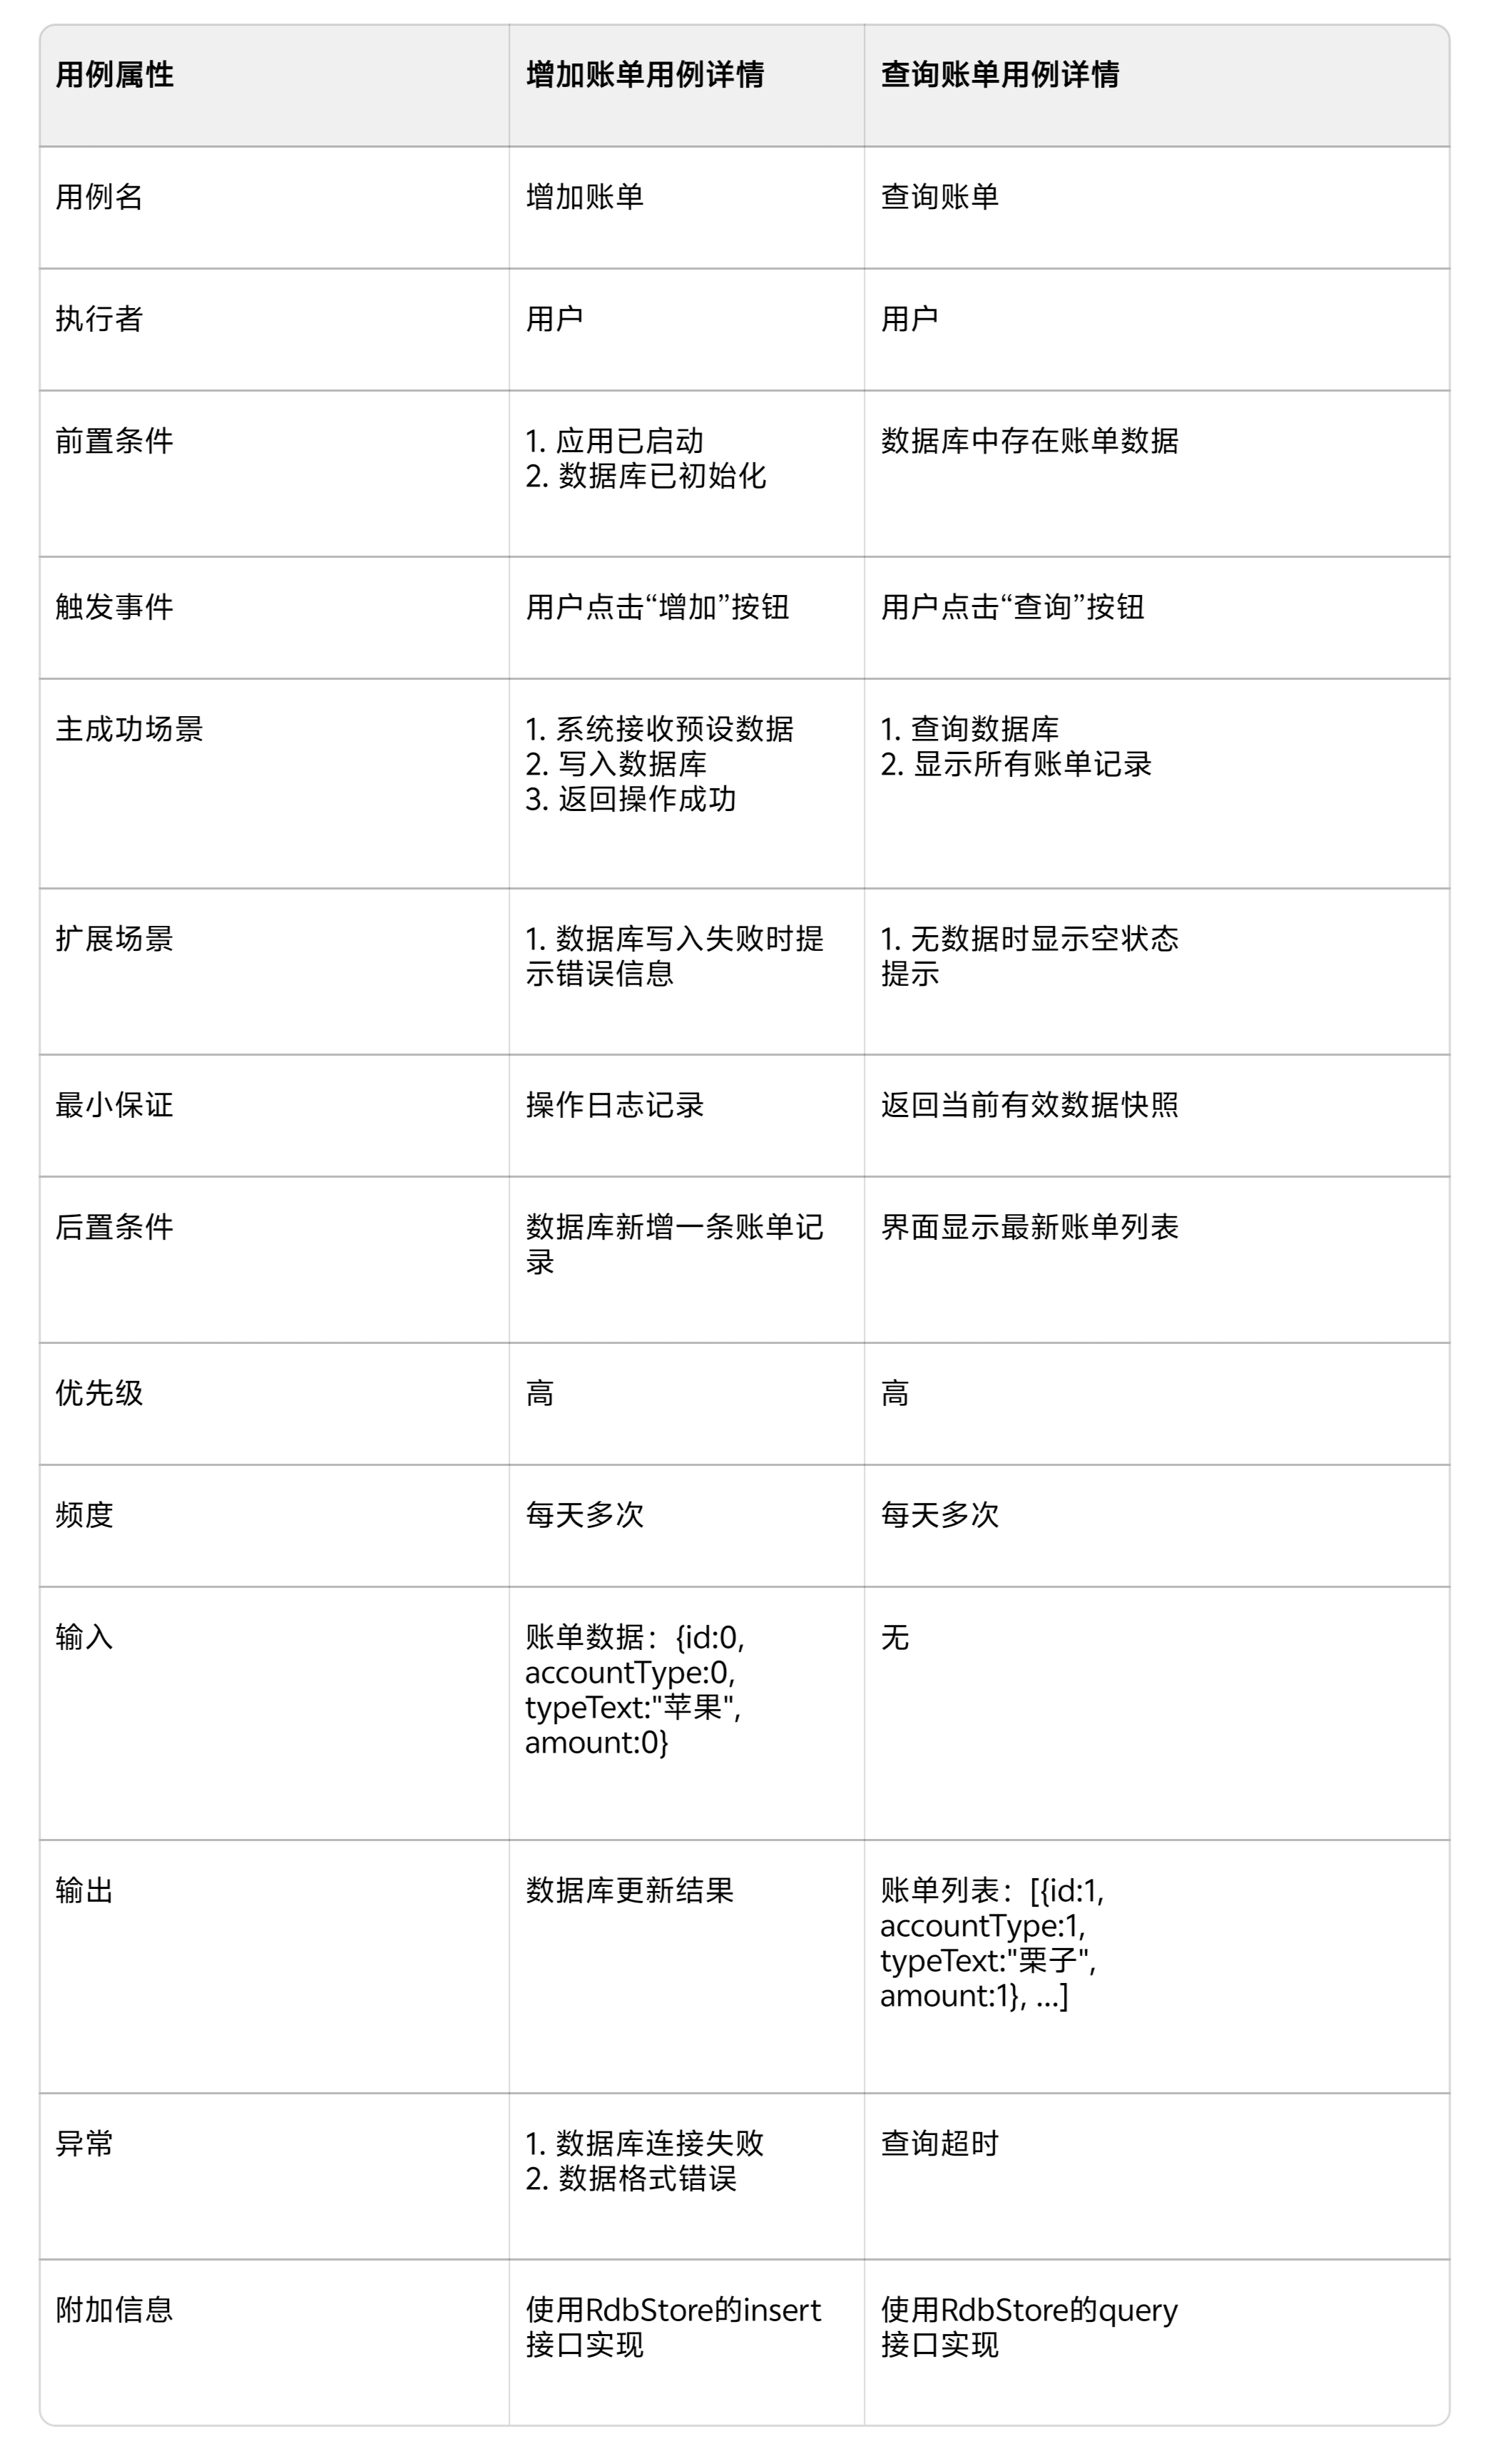 用例属性
增加账单用例详情
查询账单用例详情
用例名
增加账单
查询账单
执行者
用户
用户
前置条件
1. 应用已启动
2. 数据库已初始化
数据库中存在账单数据
触发事件
用户点击“增加”按钮
用户点击“查询”按钮
主成功场景
1. 系统接收预设数据
2. 写入数据库
3. 返回操作成功
1. 查询数据库
2. 显示所有账单记录
扩展场景
1. 数据库写入失败时提
示错误信息
1. 无数据时显示空状态
提示
最小保证
操作日志记录
返回当前有效数据快照
后置条件
数据库新增一条账单记
录
界面显示最新账单列表
优先级
高
高
频度
每天多次
每天多次
输入
账单数据：{id:0,
accountType:0,
typeText:"苹果",
amount:0}
无
输出
数据库更新结果
账单列表：[{id:1,
accountType:1,
typeText:"栗子",
amount:1}, ...]
异常
1. 数据库连接失败
2. 数据格式错误
查询超时
附加信息
使用RdbStore的insert
接口实现
使用RdbStore的query
接口实现